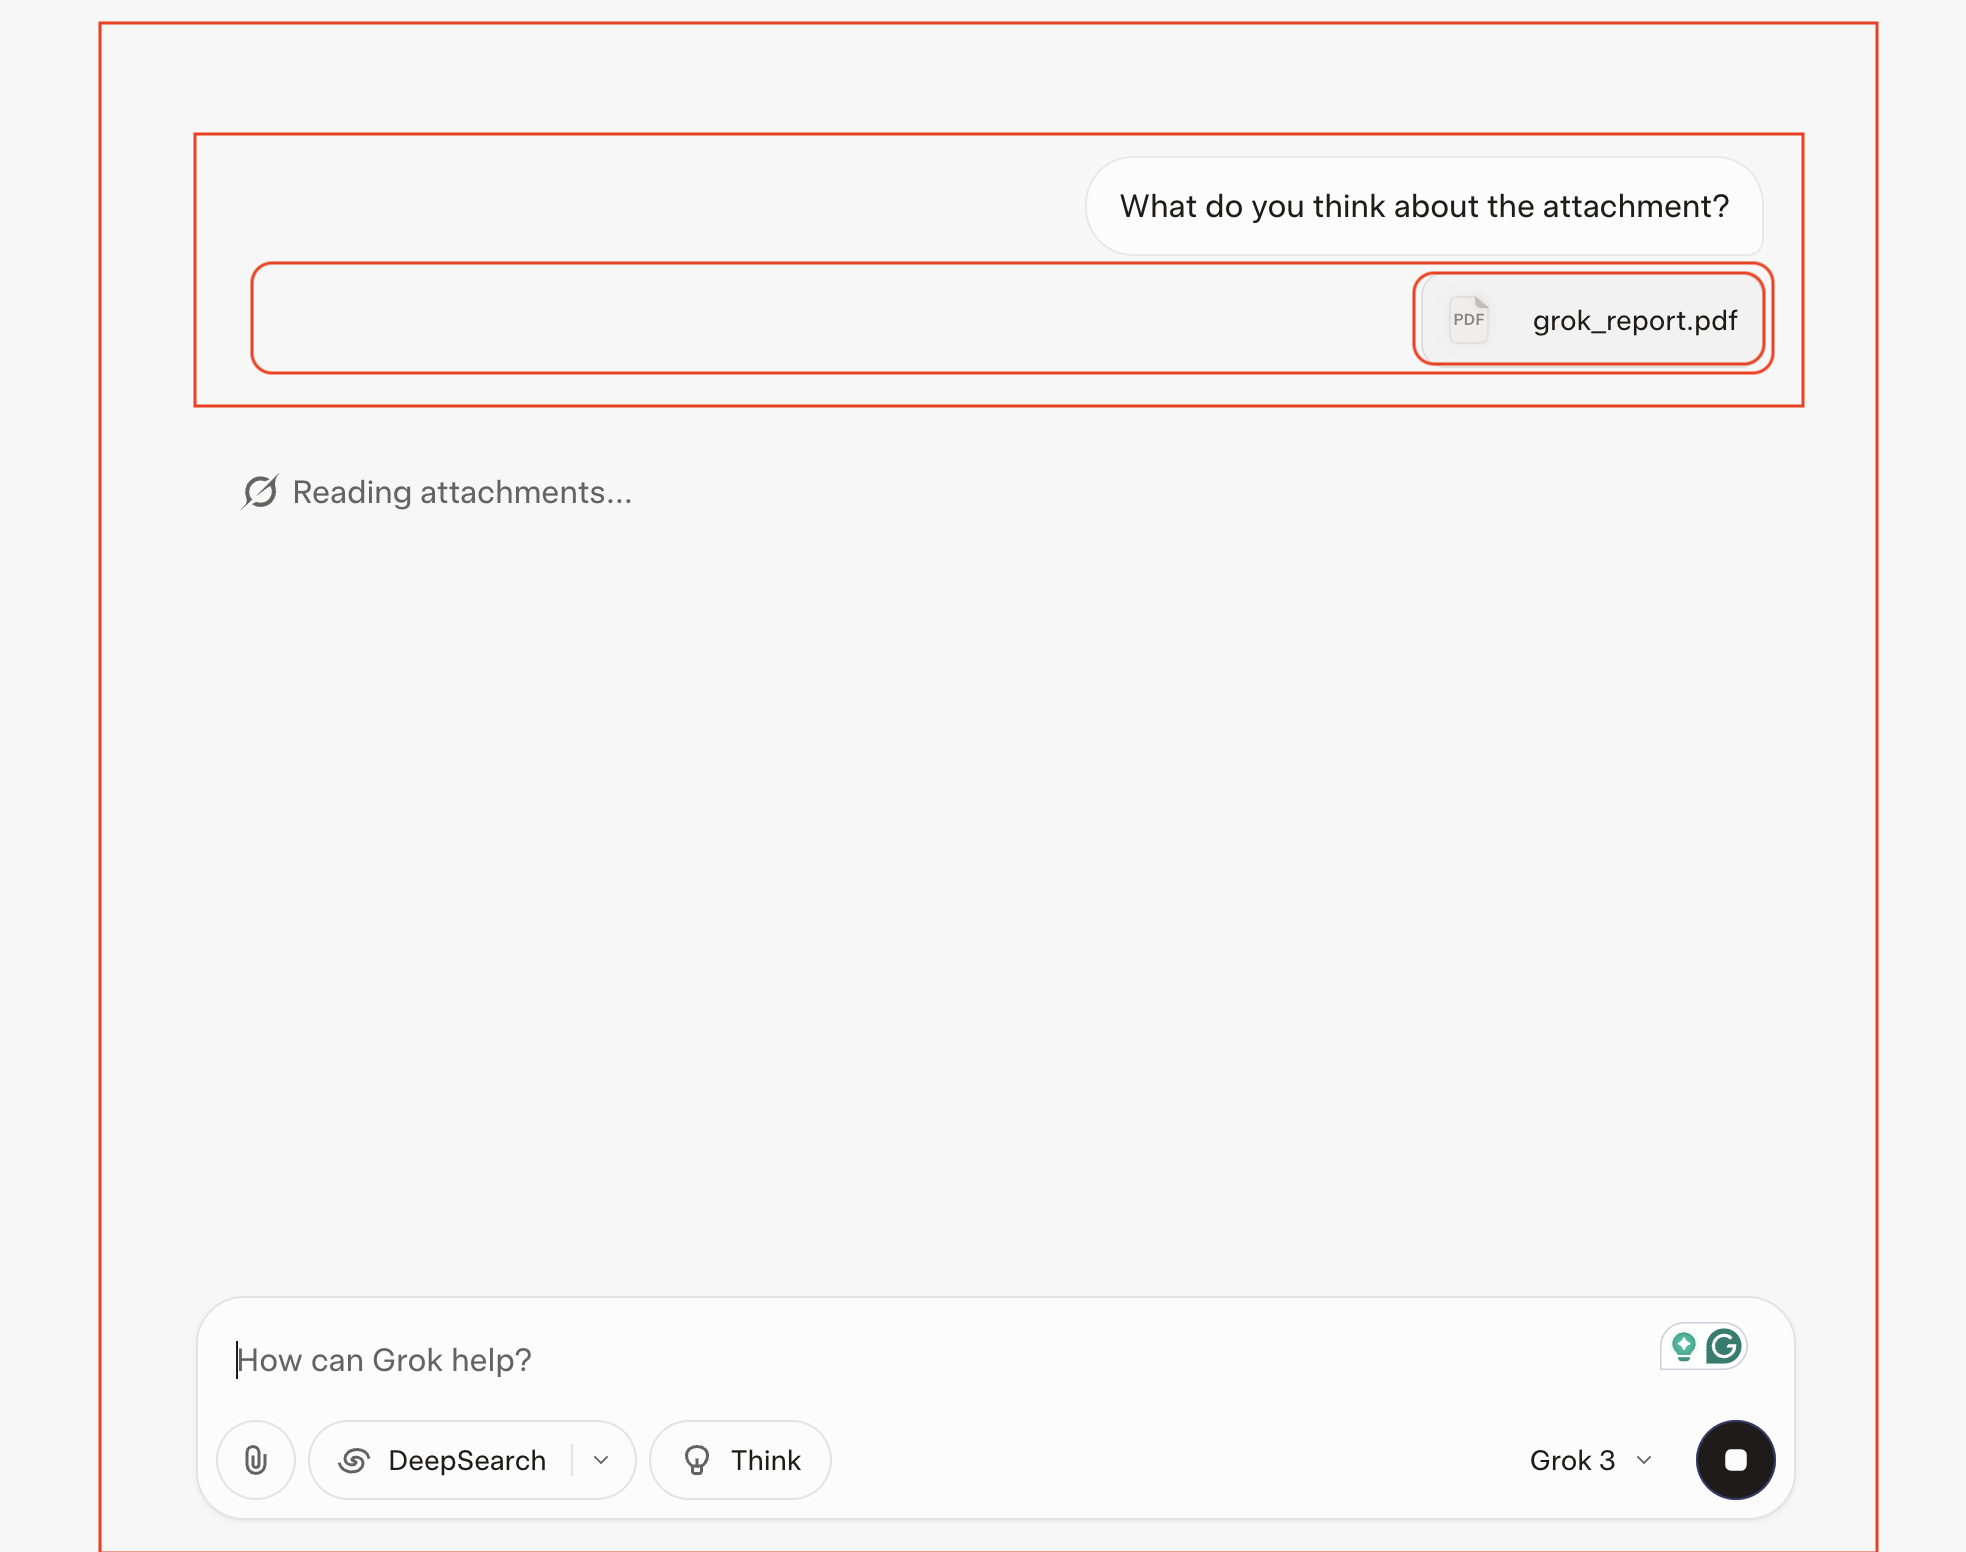 What do you think about the attachment?
PDF grok_report.pdf
Reading attachments...
How can Grok help?
DeepSearch Think Grok 3